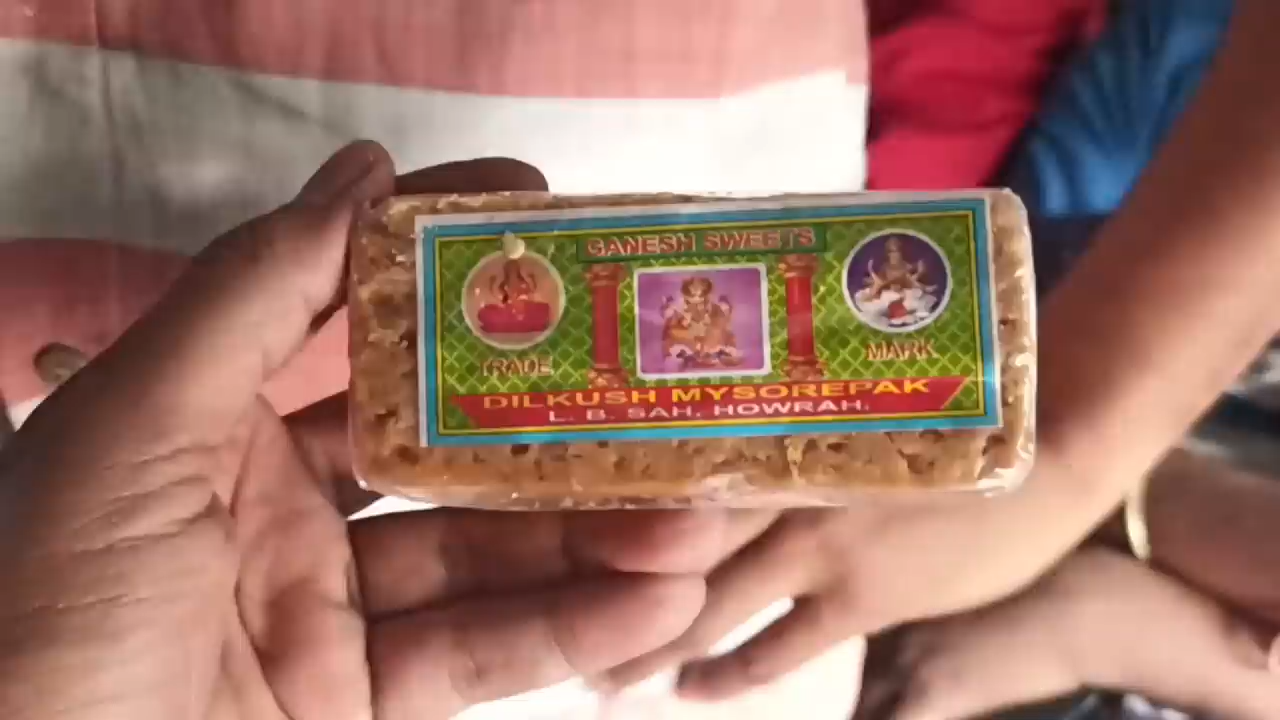 GANESH SWEETS
TRADE MARK
DILKUSH MYSOREPAK
L. B. SAH. HOWRAH.